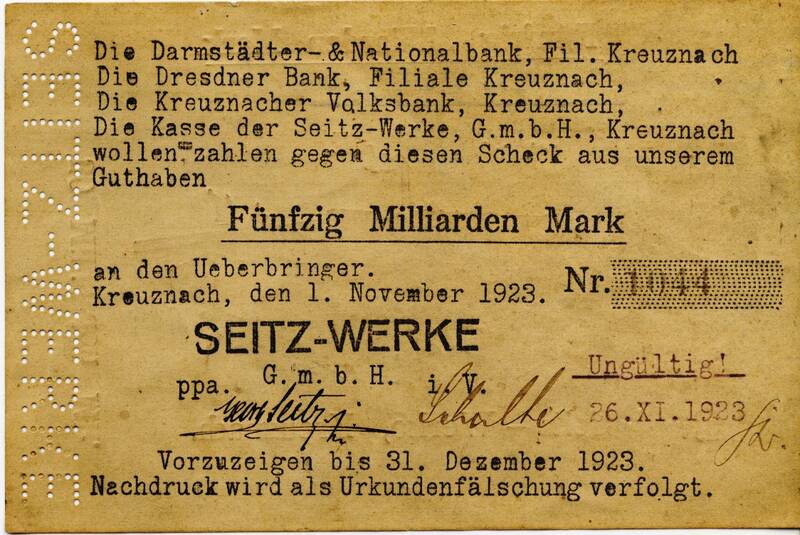 SEITZ-WERKE
Die Darmstädter- & Nationalbank, Fil. Kreuznach
Die Dresdner Bank, Filiale Kreuznach,
Die Kreuznacher Volksbank, Kreuznach,
Die Kasse der Seitz-Werke, G.m.b.H., Kreuznach
wollen zahlen gegen diesen Scheck aus unserem
Guthaben
Fünfzig Milliarden Mark
an den Ueberbringer.
Kreuznach, den 1. November 1923.
Nr. 1044
SEITZ-WERKE
G.m.b.H.
ppa. i. V.
Ungültig!
26.XI.1923
Vorzuzeigen bis 31. Dezember 1923.
Nachdruck wird als Urkundenfälschung verfolgt.